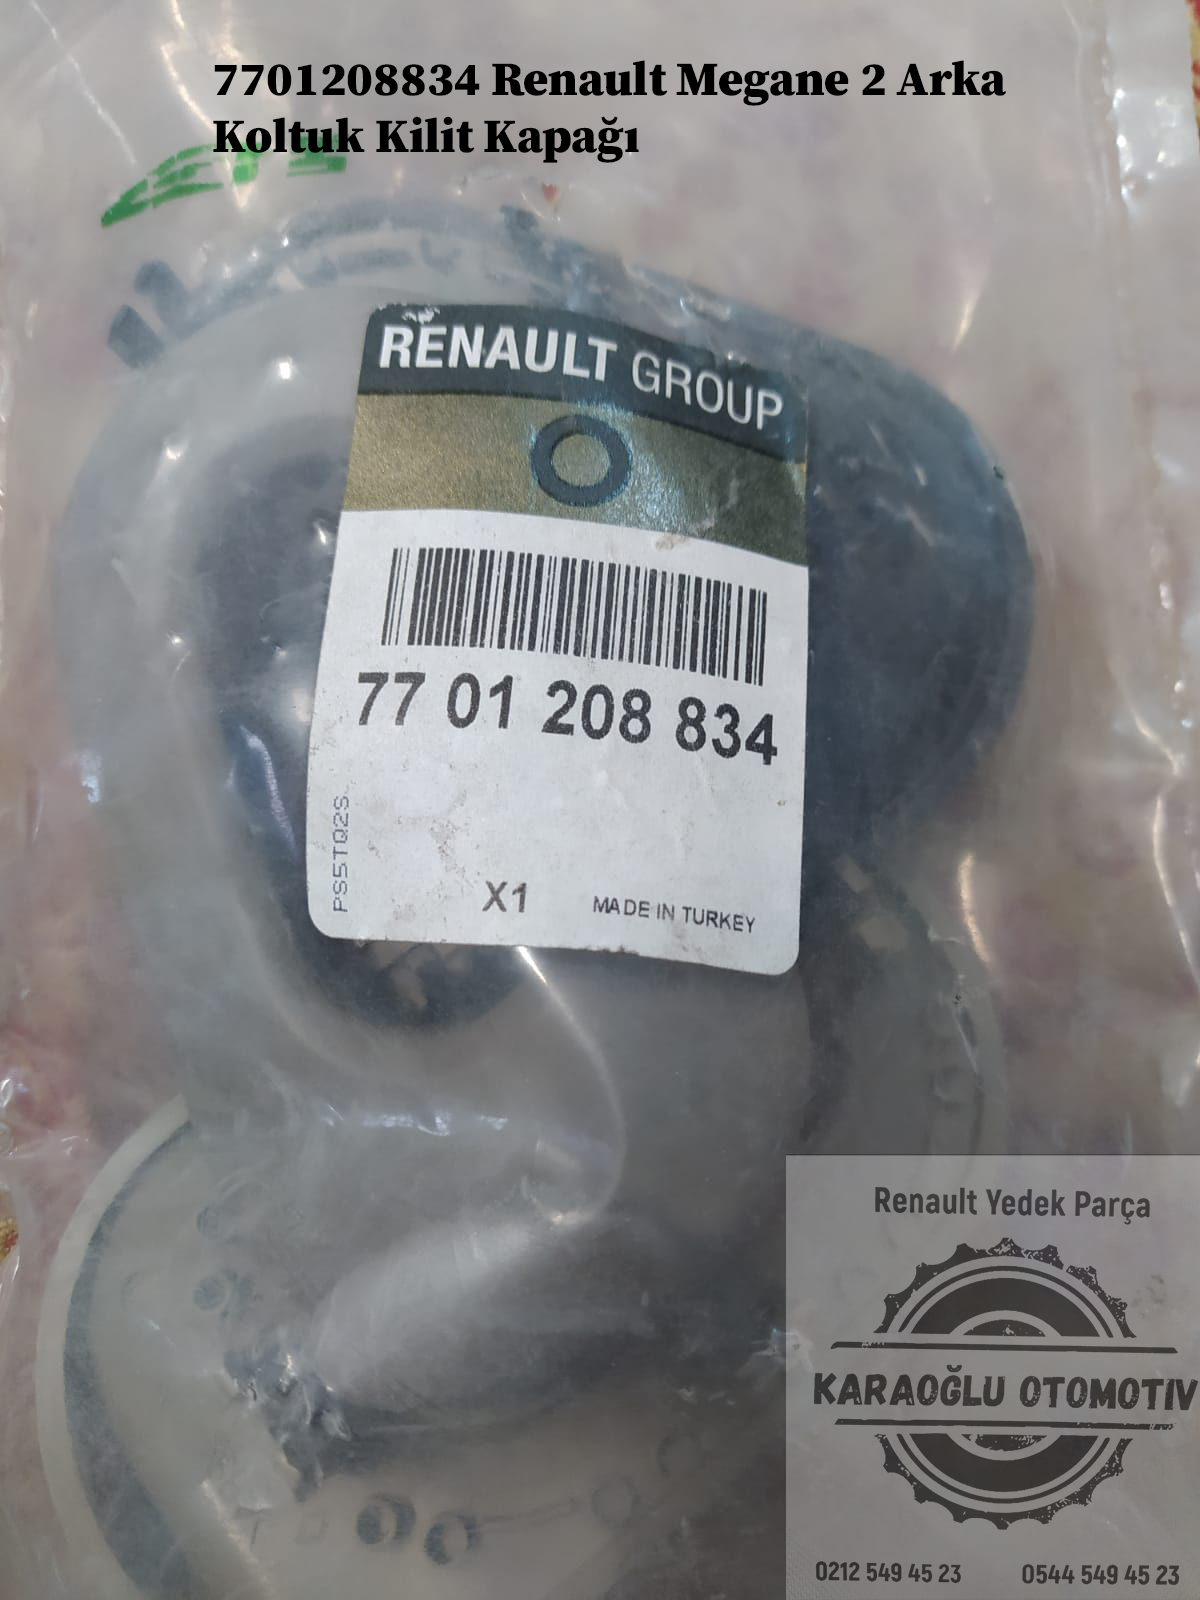 7701208834 Renault Megane 2 Arka
Koltuk Kilit Kapağı
RENAULT GROUP
77 01 208 834
PS5TQ2S
X1
MADE IN TURKEY
Renault Yedek Parça
KARAOĞLU OTOMOTIV
0212 549 45 23
0544 549 45 23